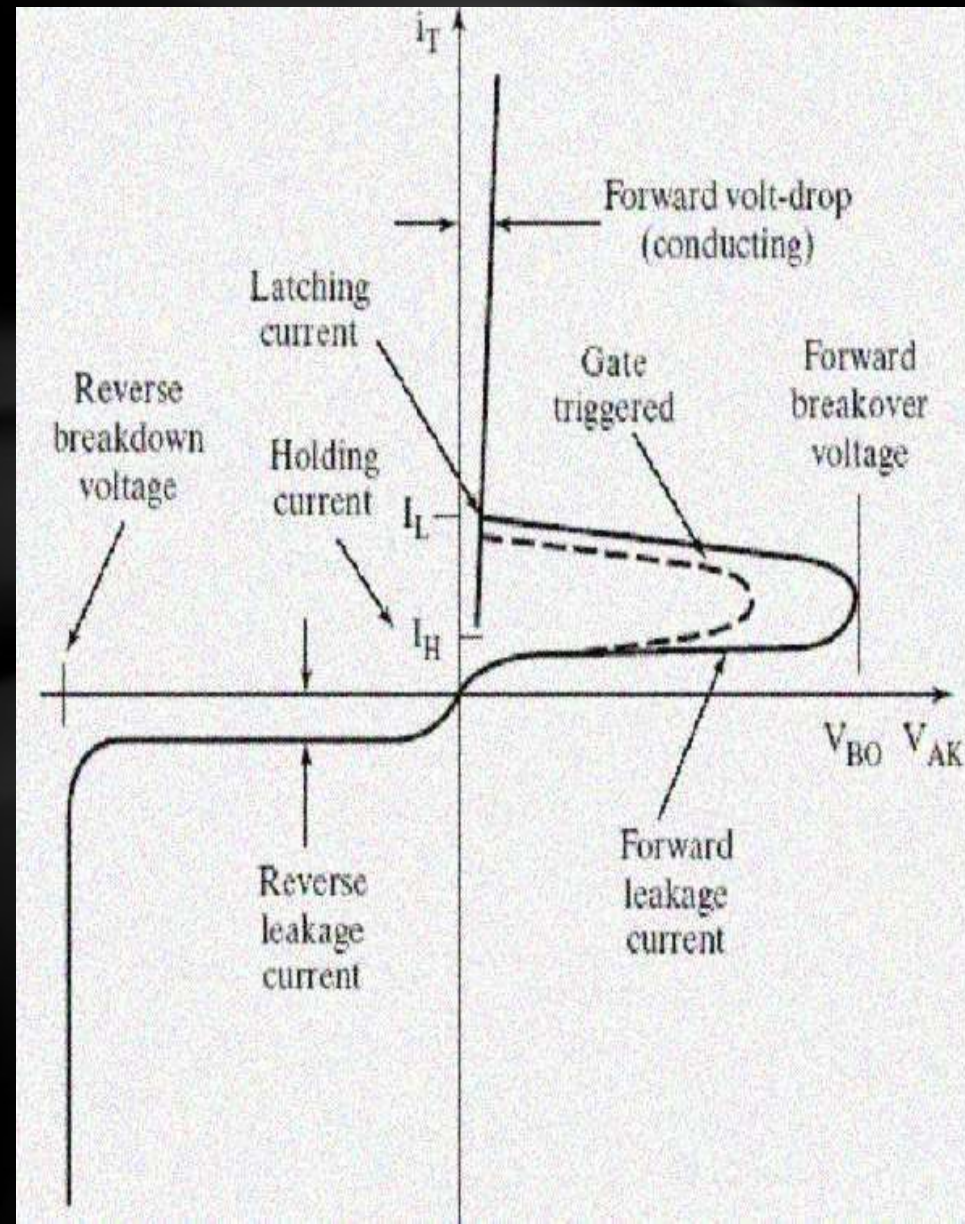 i_T
Forward volt-drop
(conducting)
Latching
current
Gate
triggered
Forward
breakover
voltage
Reverse
breakdown
voltage
Holding
current
I_L
I_H
V_BO V_AK
Reverse
leakage
current
Forward
leakage
current